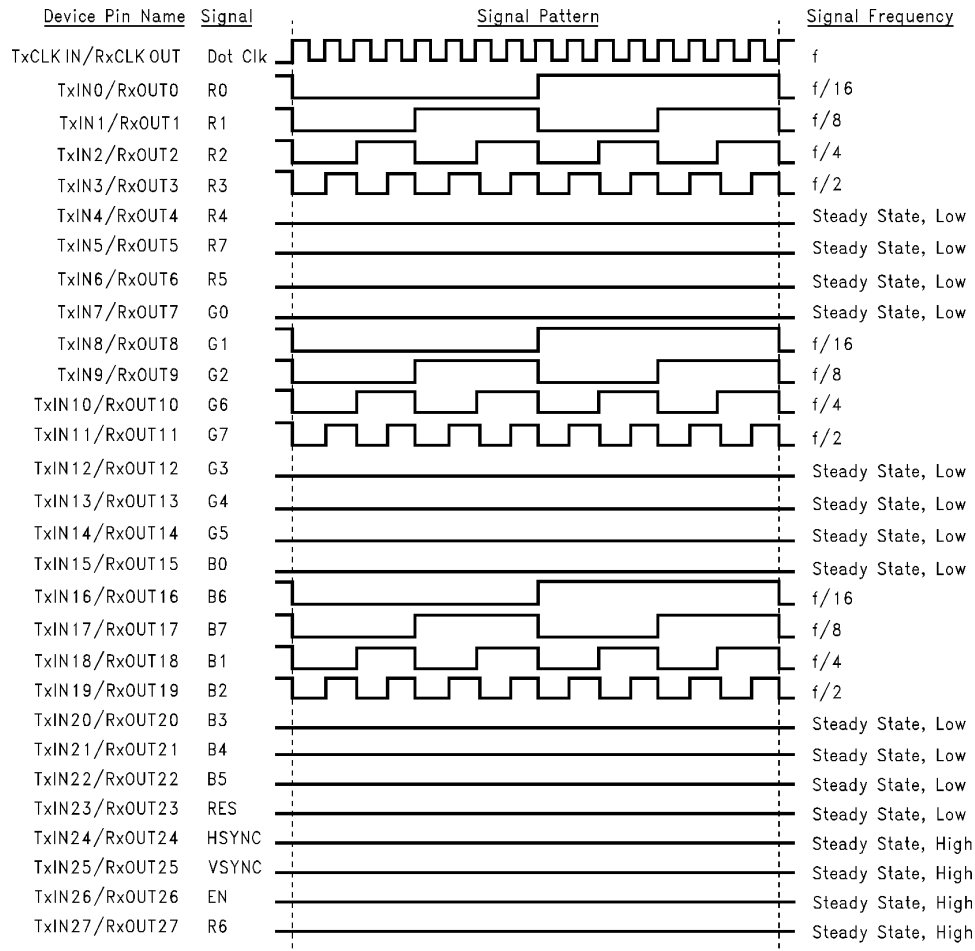 Device Pin Name Signal Signal Pattern Signal Frequency
TxCLK IN/RxCLK OUT Dot Clk f
TxIN0/RxOUT0 R0 f/16
TxIN1/RxOUT1 R1 f/8
TxIN2/RxOUT2 R2 f/4
TxIN3/RxOUT3 R3 f/2
TxIN4/RxOUT4 R4 Steady State, Low
TxIN5/RxOUT5 R7 Steady State, Low
TxIN6/RxOUT6 R5 Steady State, Low
TxIN7/RxOUT7 G0 Steady State, Low
TxIN8/RxOUT8 G1 f/16
TxIN9/RxOUT9 G2 f/8
TxIN10/RxOUT10 G6 f/4
TxIN11/RxOUT11 G7 f/2
TxIN12/RxOUT12 G3 Steady State, Low
TxIN13/RxOUT13 G4 Steady State, Low
TxIN14/RxOUT14 G5 Steady State, Low
TxIN15/RxOUT15 B0 Steady State, Low
TxIN16/RxOUT16 B6 f/16
TxIN17/RxOUT17 B7 f/8
TxIN18/RxOUT18 B1 f/4
TxIN19/RxOUT19 B2 f/2
TxIN20/RxOUT20 B3 Steady State, Low
TxIN21/RxOUT21 B4 Steady State, Low
TxIN22/RxOUT22 B5 Steady State, Low
TxIN23/RxOUT23 RES Steady State, Low
TxIN24/RxOUT24 HSYNC Steady State, High
TxIN25/RxOUT25 VSYNC Steady State, High
TxIN26/RxOUT26 EN Steady State, High
TxIN27/RxOUT27 R6 Steady State, High